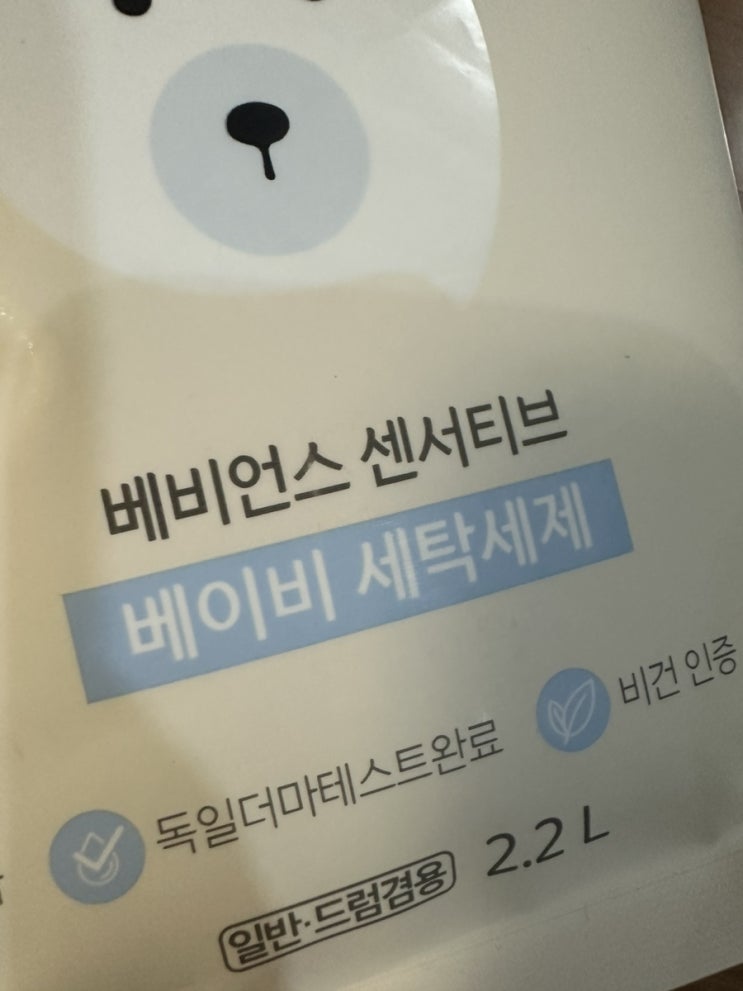 베비언스 센서티브
베이비 세탁세제
비건 인증
독일더마테스트완료
일반·드럼겸용 2.2 L